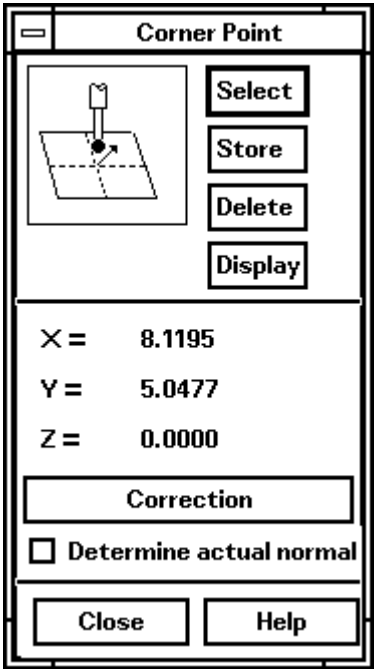 Corner Point
Select
Store
Delete
Display
X = 8.1195
Y = 5.0477
Z = 0.0000
Correction
Determine actual normal
Close Help